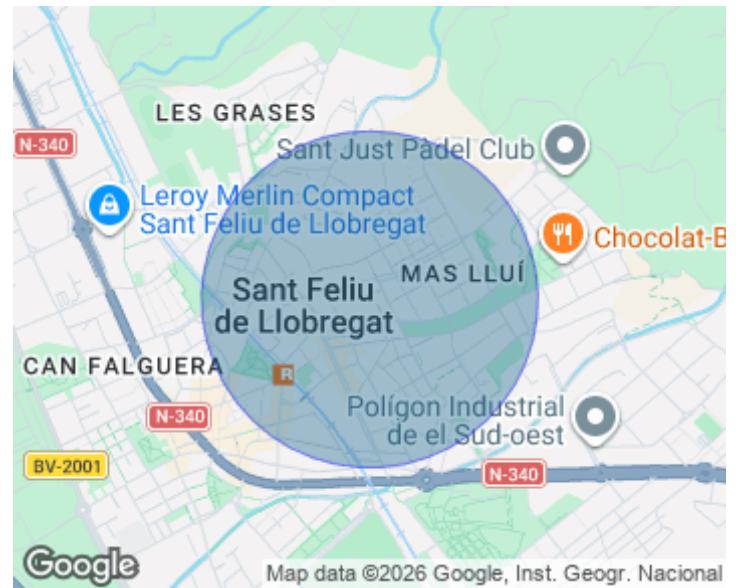 LES GRASES
N-340
Sant Just Pàdel Club
Leroy Merlin Compact
Sant Feliu de Llobregat
Chocolat-B
MAS LLUÍ
Sant Feliu
de Llobregat
CAN FALGUERA
R
N-340
Polígon Industrial
de el Sud-oest
BV-2001
N-340
Google
Map data ©2026 Google, Inst. Geogr. Nacional